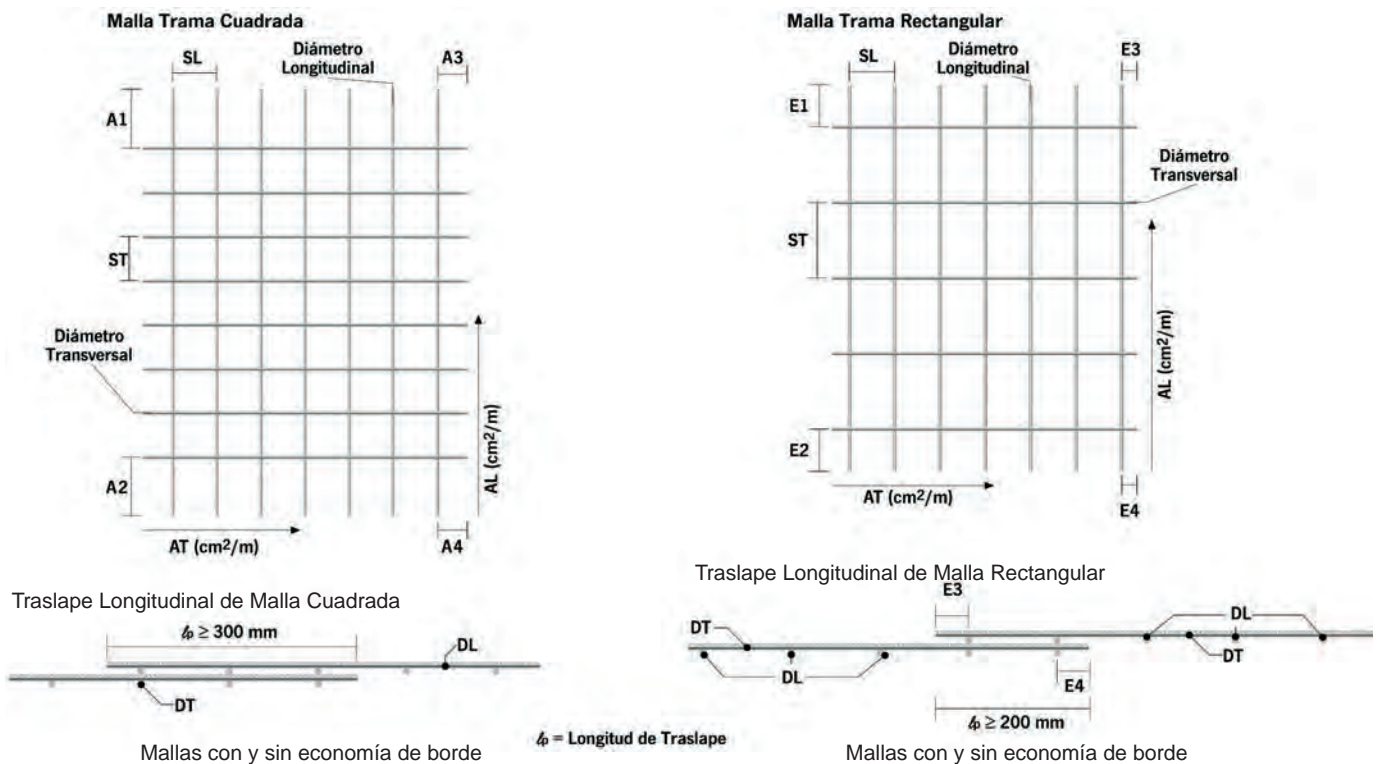 Malla Trama Cuadrada
SL
Diámetro
Longitudinal
A3
A1
ST
Diámetro
Transversal
AL (cm²/m)
A2
AT (cm²/m)
A4
Malla Trama Rectangular
SL
Diámetro
Longitudinal
E3
E1
Diámetro
Transversal
ST
AL (cm²/m)
E2
AT (cm²/m)
E4
Traslape Longitudinal de Malla Cuadrada
ℓp ≥ 300 mm
DL
DT
Mallas con y sin economía de borde
ℓp = Longitud de Traslape
Traslape Longitudinal de Malla Rectangular
E3
DT
DL
DL
DT
E4
ℓp ≥ 200 mm
Mallas con y sin economía de borde